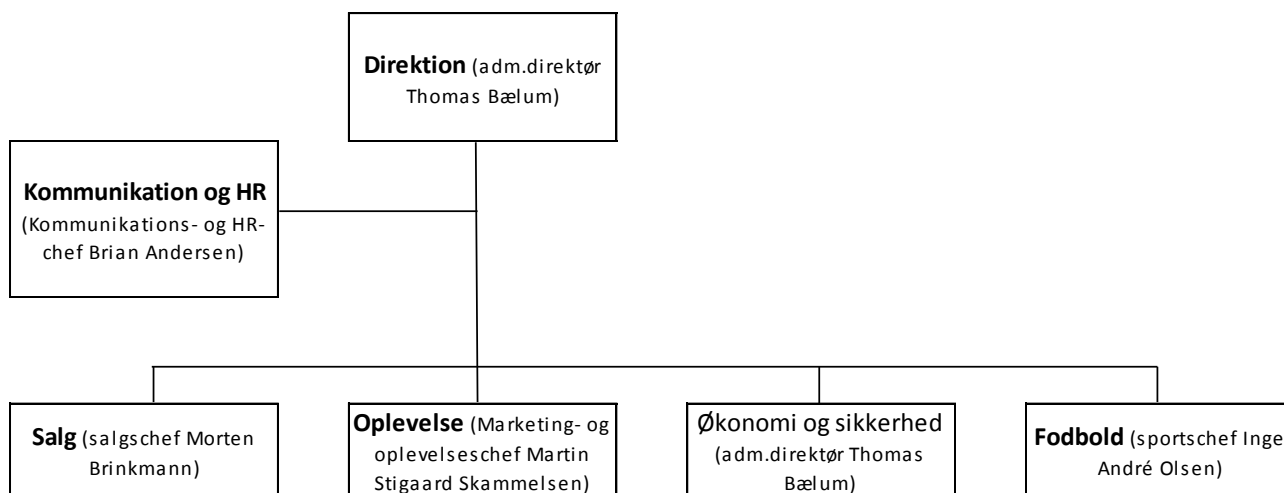 Direktion (adm.direktør
Thomas Bælum)
Kommunikation og HR
(Kommunikations- og HR-
chef Brian Andersen)
Salg (salgschef Morten
Brinkmann)
Oplevelse (Marketing- og
oplevelseschef Martin
Stigaard Skammelsen)
Økonomi og sikkerhed
(adm.direktør Thomas
Bælum)
Fodbold (sportschef Inge
André Olsen)